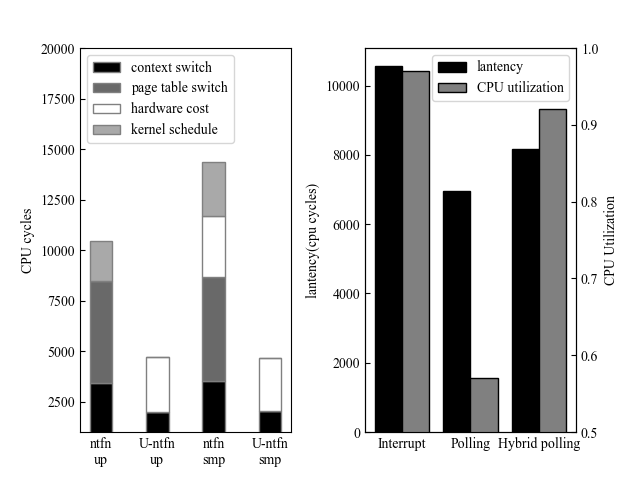 20000
17500
15000
12500
10000
7500
5000
2500
CPU cycles
context switch
page table switch
hardware cost
kernel schedule
ntfn
up
U-ntfn
up
ntfn
smp
U-ntfn
smp
10000
8000
6000
4000
2000
0
lantency(cpu cycles)
lantency
CPU utilization
1.0
0.9
0.8
0.7
0.6
0.5
CPU Utilization
Interrupt
Polling
Hybrid polling